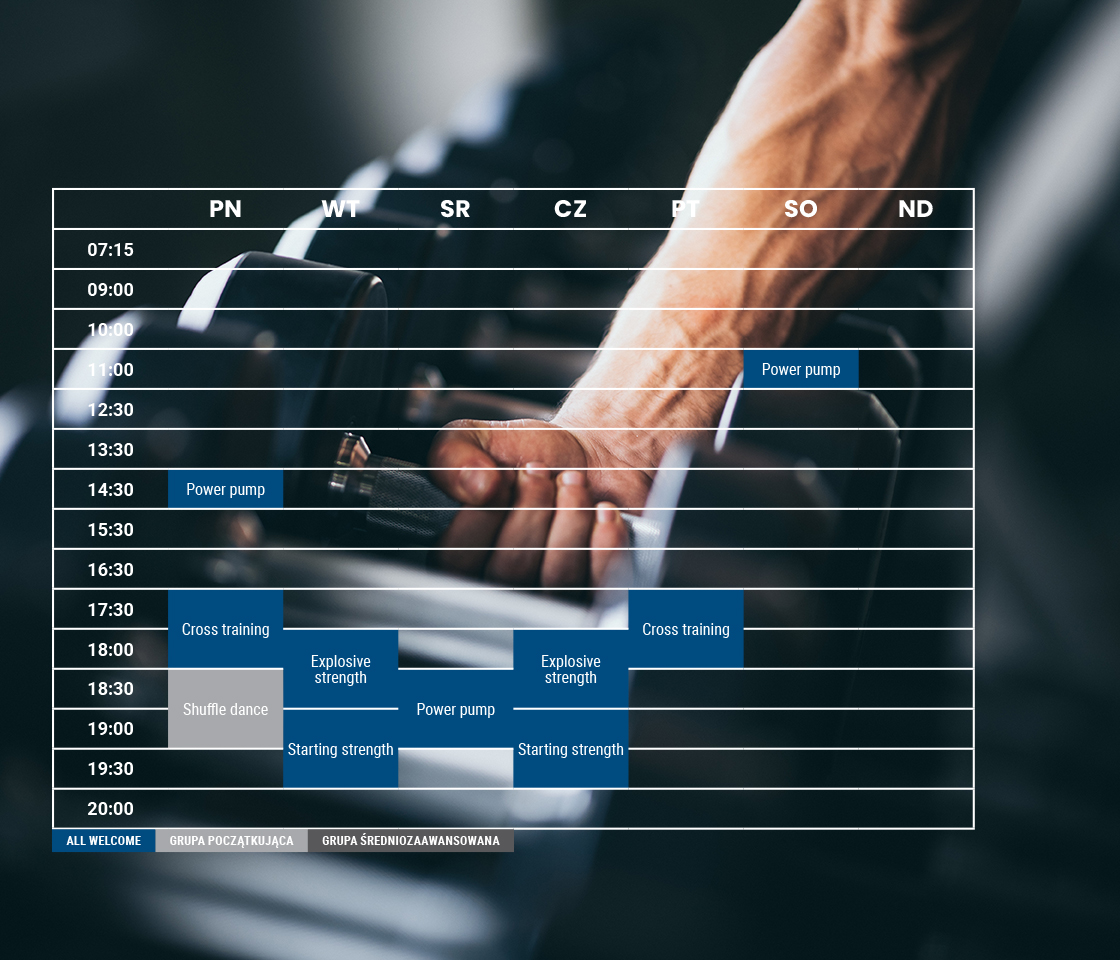 PN WT SR CZ PT SO ND
07:15
09:00
10:00
11:00 Power pump
12:30
13:30
14:30 Power pump
15:30
16:30
17:30
Cross training Cross training
18:00
Explosive Explosive
strength strength
18:30
Shuffle dance Power pump
19:00
Starting strength Starting strength
19:30
20:00
ALL WELCOME GRUPA POCZĄTKUJĄCA GRUPA ŚREDNIOZAAWANSOWANA